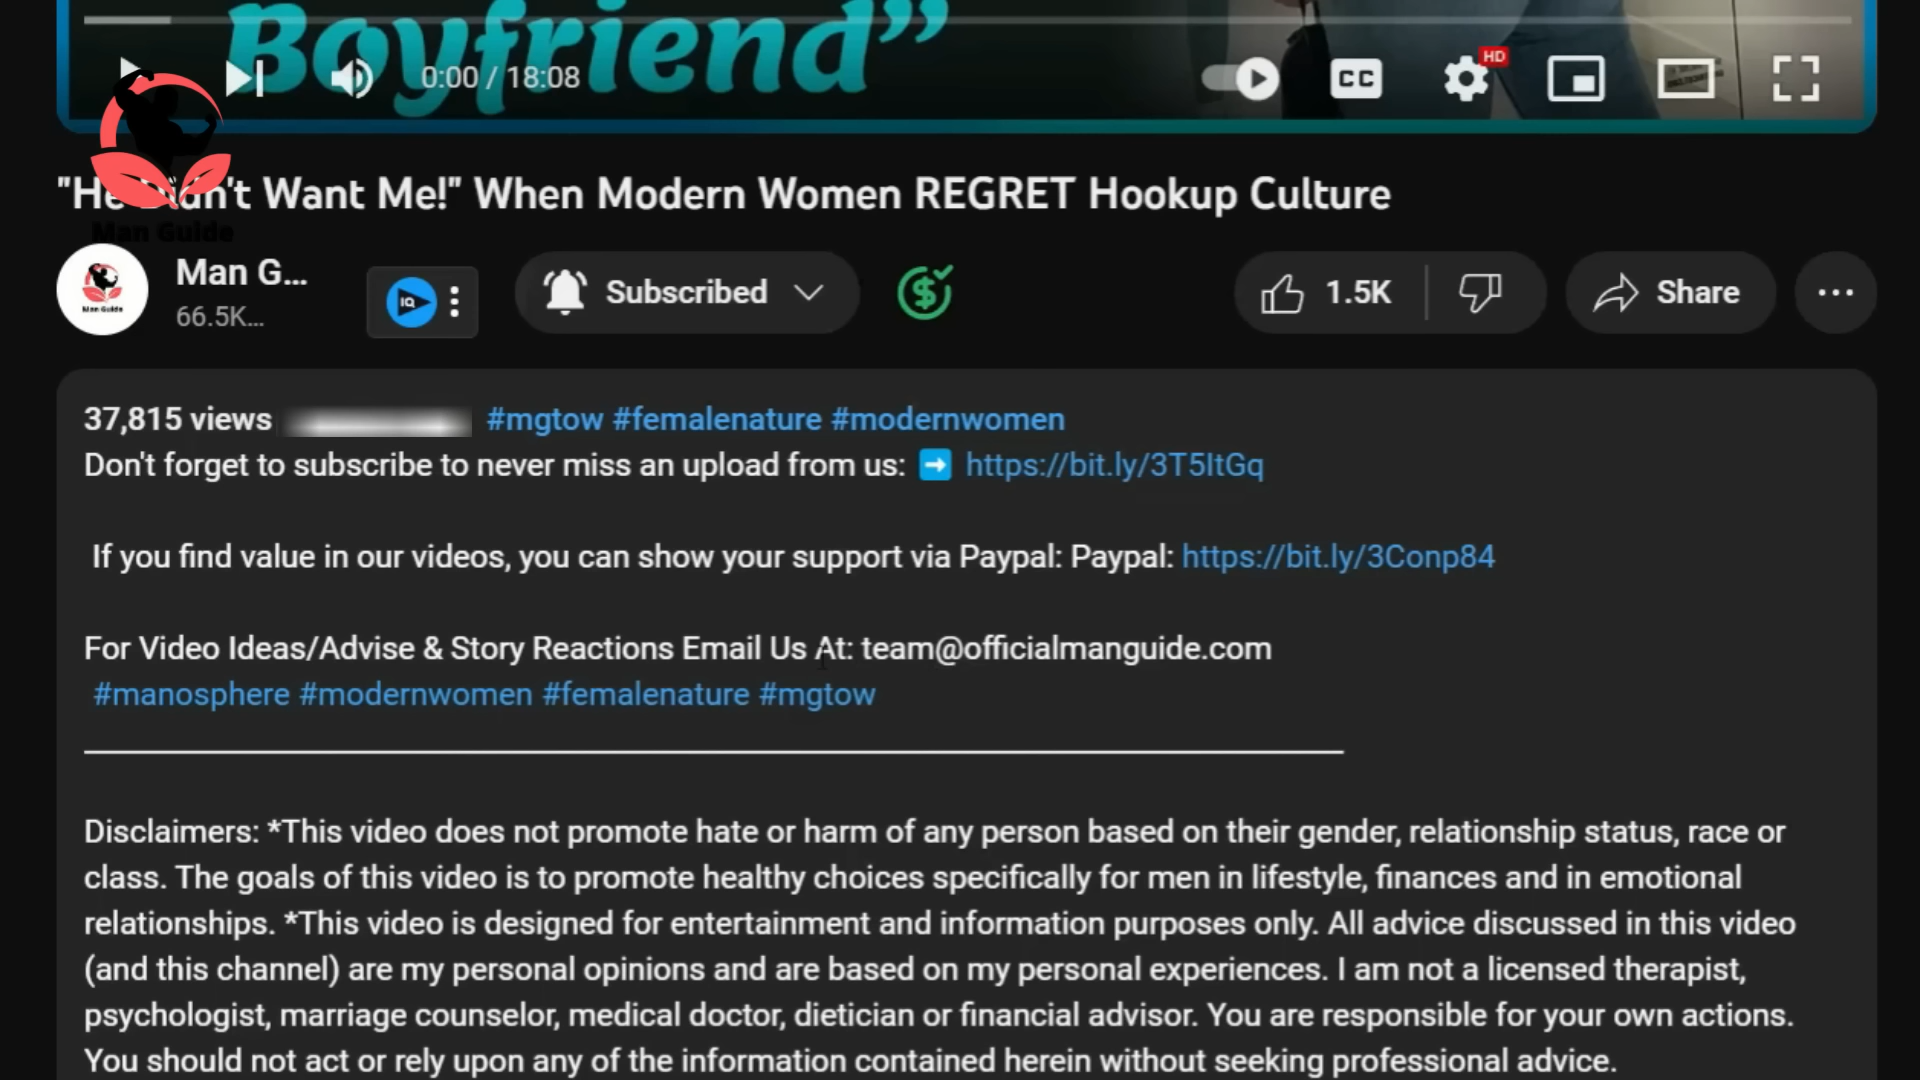 Boyfriend"
0:00 / 18:08
CC
HD
"He Didn't Want Me!" When Modern Women REGRET Hookup Culture
Man Guide
Man G...
66.5K...
Man Guide
IQ
Subscribed
1.5K
Share
37,815 views #mgtow #femalenature #modernwomen
Don't forget to subscribe to never miss an upload from us: ➡ https://bit.ly/3T5ItGq
If you find value in our videos, you can show your support via Paypal: Paypal: https://bit.ly/3Conp84
For Video Ideas/Advise & Story Reactions Email Us At: team@officialmanguide.com
#manosphere #modernwomen #femalenature #mgtow
Disclaimers: *This video does not promote hate or harm of any person based on their gender, relationship status, race or
class. The goals of this video is to promote healthy choices specifically for men in lifestyle, finances and in emotional
relationships. *This video is designed for entertainment and information purposes only. All advice discussed in this video
(and this channel) are my personal opinions and are based on my personal experiences. I am not a licensed therapist,
psychologist, marriage counselor, medical doctor, dietician or financial advisor. You are responsible for your own actions.
You should not act or rely upon any of the information contained herein without seeking professional advice.